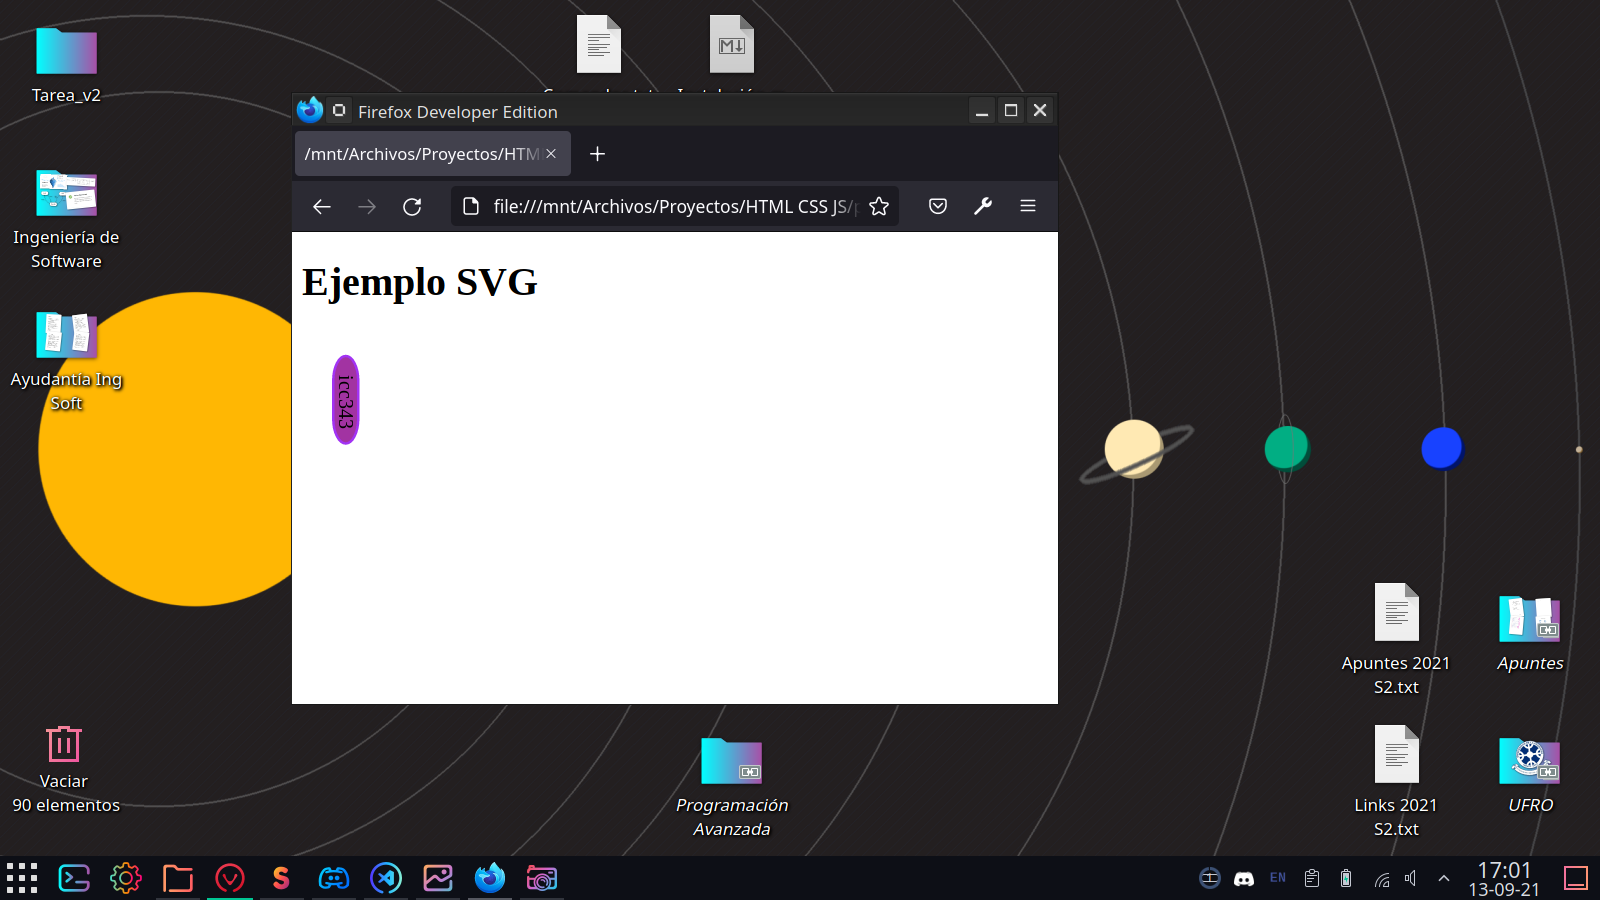 Tarea_v2
Ingeniería de
Software
Ayudantía Ing
Soft
Vaciar
90 elementos
Firefox Developer Edition
/mnt/Archivos/Proyectos/HTM
file:///mnt/Archivos/Proyectos/HTML CSS JS/
Ejemplo SVG
icc343
Programación
Avanzada
Apuntes 2021
S2.txt
Apuntes
Links 2021
S2.txt
UFRO
EN
17:01
13-09-21